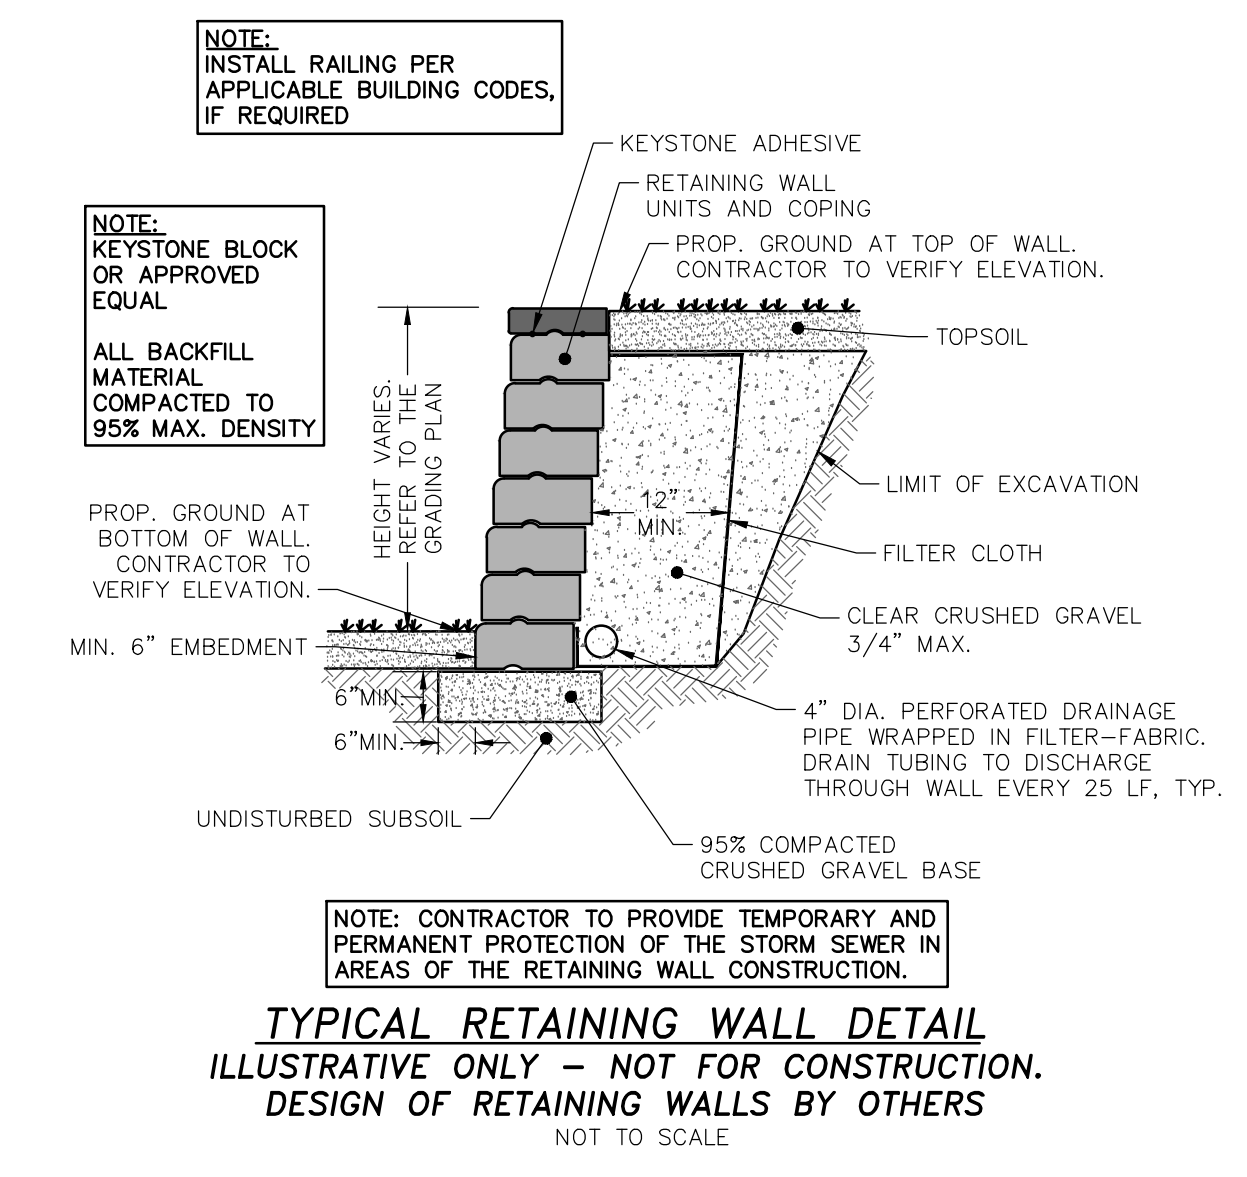 NOTE:
INSTALL RAILING PER
APPLICABLE BUILDING CODES,
IF REQUIRED
KEYSTONE ADHESIVE
RETAINING WALL
UNITS AND COPING
NOTE:
KEYSTONE BLOCK
OR APPROVED
EQUAL
ALL BACKFILL
MATERIAL
COMPACTED TO
95% MAX. DENSITY
PROP. GROUND AT TOP OF WALL.
CONTRACTOR TO VERIFY ELEVATION.
TOPSOIL
HEIGHT VARIES.
REFER TO THE
GRADING PLAN
LIMIT OF EXCAVATION
12"
MIN.
PROP. GROUND AT
BOTTOM OF WALL.
CONTRACTOR TO
VERIFY ELEVATION.
FILTER CLOTH
CLEAR CRUSHED GRAVEL
3/4" MAX.
MIN. 6" EMBEDMENT
6"MIN.
6"MIN.
4" DIA. PERFORATED DRAINAGE
PIPE WRAPPED IN FILTER-FABRIC.
DRAIN TUBING TO DISCHARGE
THROUGH WALL EVERY 25 LF, TYP.
UNDISTURBED SUBSOIL
95% COMPACTED
CRUSHED GRAVEL BASE
NOTE: CONTRACTOR TO PROVIDE TEMPORARY AND
PERMANENT PROTECTION OF THE STORM SEWER IN
AREAS OF THE RETAINING WALL CONSTRUCTION.
TYPICAL RETAINING WALL DETAIL
ILLUSTRATIVE ONLY - NOT FOR CONSTRUCTION.
DESIGN OF RETAINING WALLS BY OTHERS
NOT TO SCALE